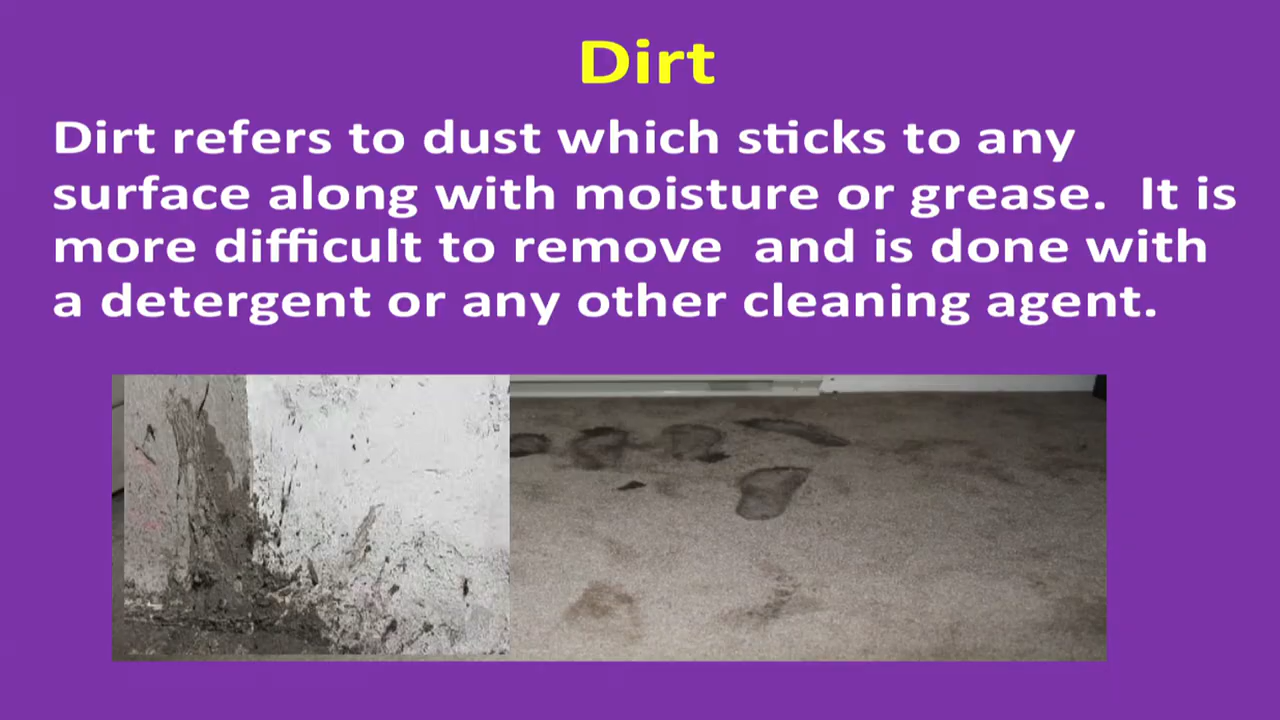 Dirt
Dirt refers to dust which sticks to any
surface along with moisture or grease.  It is
more difficult to remove  and is done with
a detergent or any other cleaning agent.